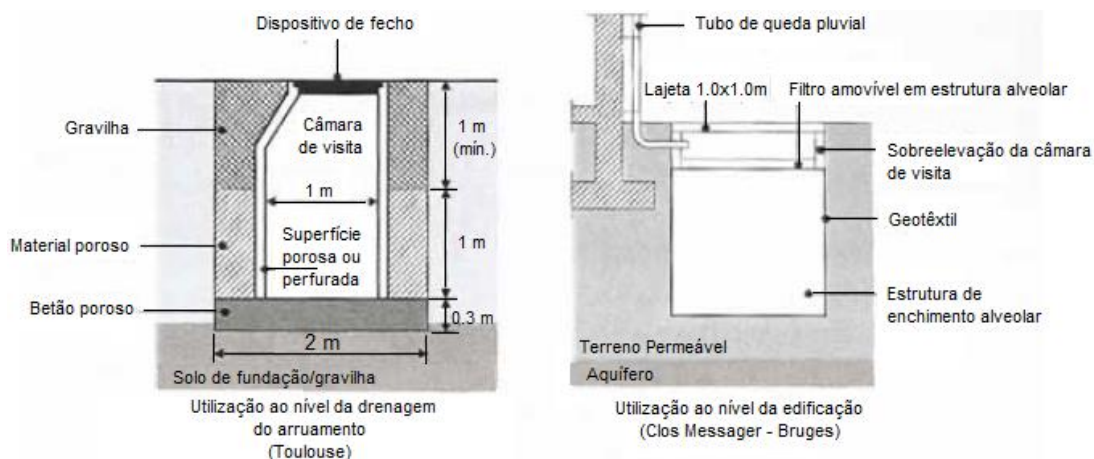 Dispositivo de fecho
Gravilha
Câmara
de visita
1 m
(mín.)
1 m
Material poroso
Superfície
porosa ou
perfurada
1 m
Betão poroso
0.3 m
2 m
Solo de fundação/gravilha
Utilização ao nível da drenagem
do arruamento
(Toulouse)
Tubo de queda pluvial
Lajeta 1.0x1.0m
Filtro amovível em estrutura alveolar
Sobreelevação da câmara
de visita
Geotêxtil
Estrutura de
enchimento alveolar
Terreno Permeável
Aquífero
Utilização ao nível da edificação
(Clos Messager - Bruges)